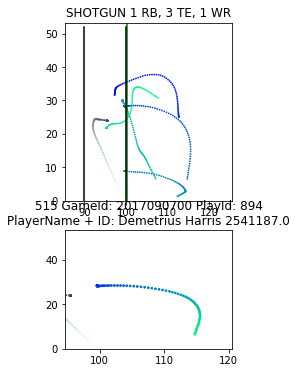 SHOTGUN 1 RB, 3 TE, 1 WR
50
40
30
20
10
0
90 100 110 120
515 GameId: 2017090700 PlayId: 894
PlayerName + ID: Demetrius Harris 2541187.0
40
20
0
100 110 120